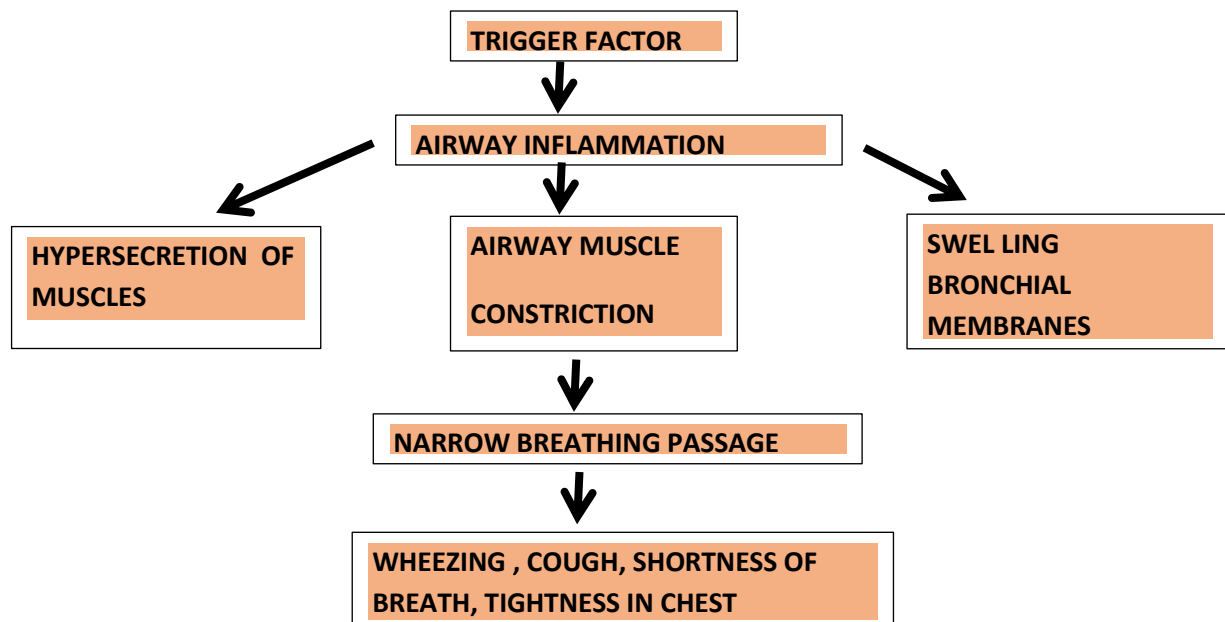 TRIGGER FACTOR
AIRWAY INFLAMMATION
HYPERSECRETION OF
MUSCLES
AIRWAY MUSCLE
CONSTRICTION
SWEL LING
BRONCHIAL
MEMBRANES
NARROW BREATHING PASSAGE
WHEEZING , COUGH, SHORTNESS OF
BREATH, TIGHTNESS IN CHEST